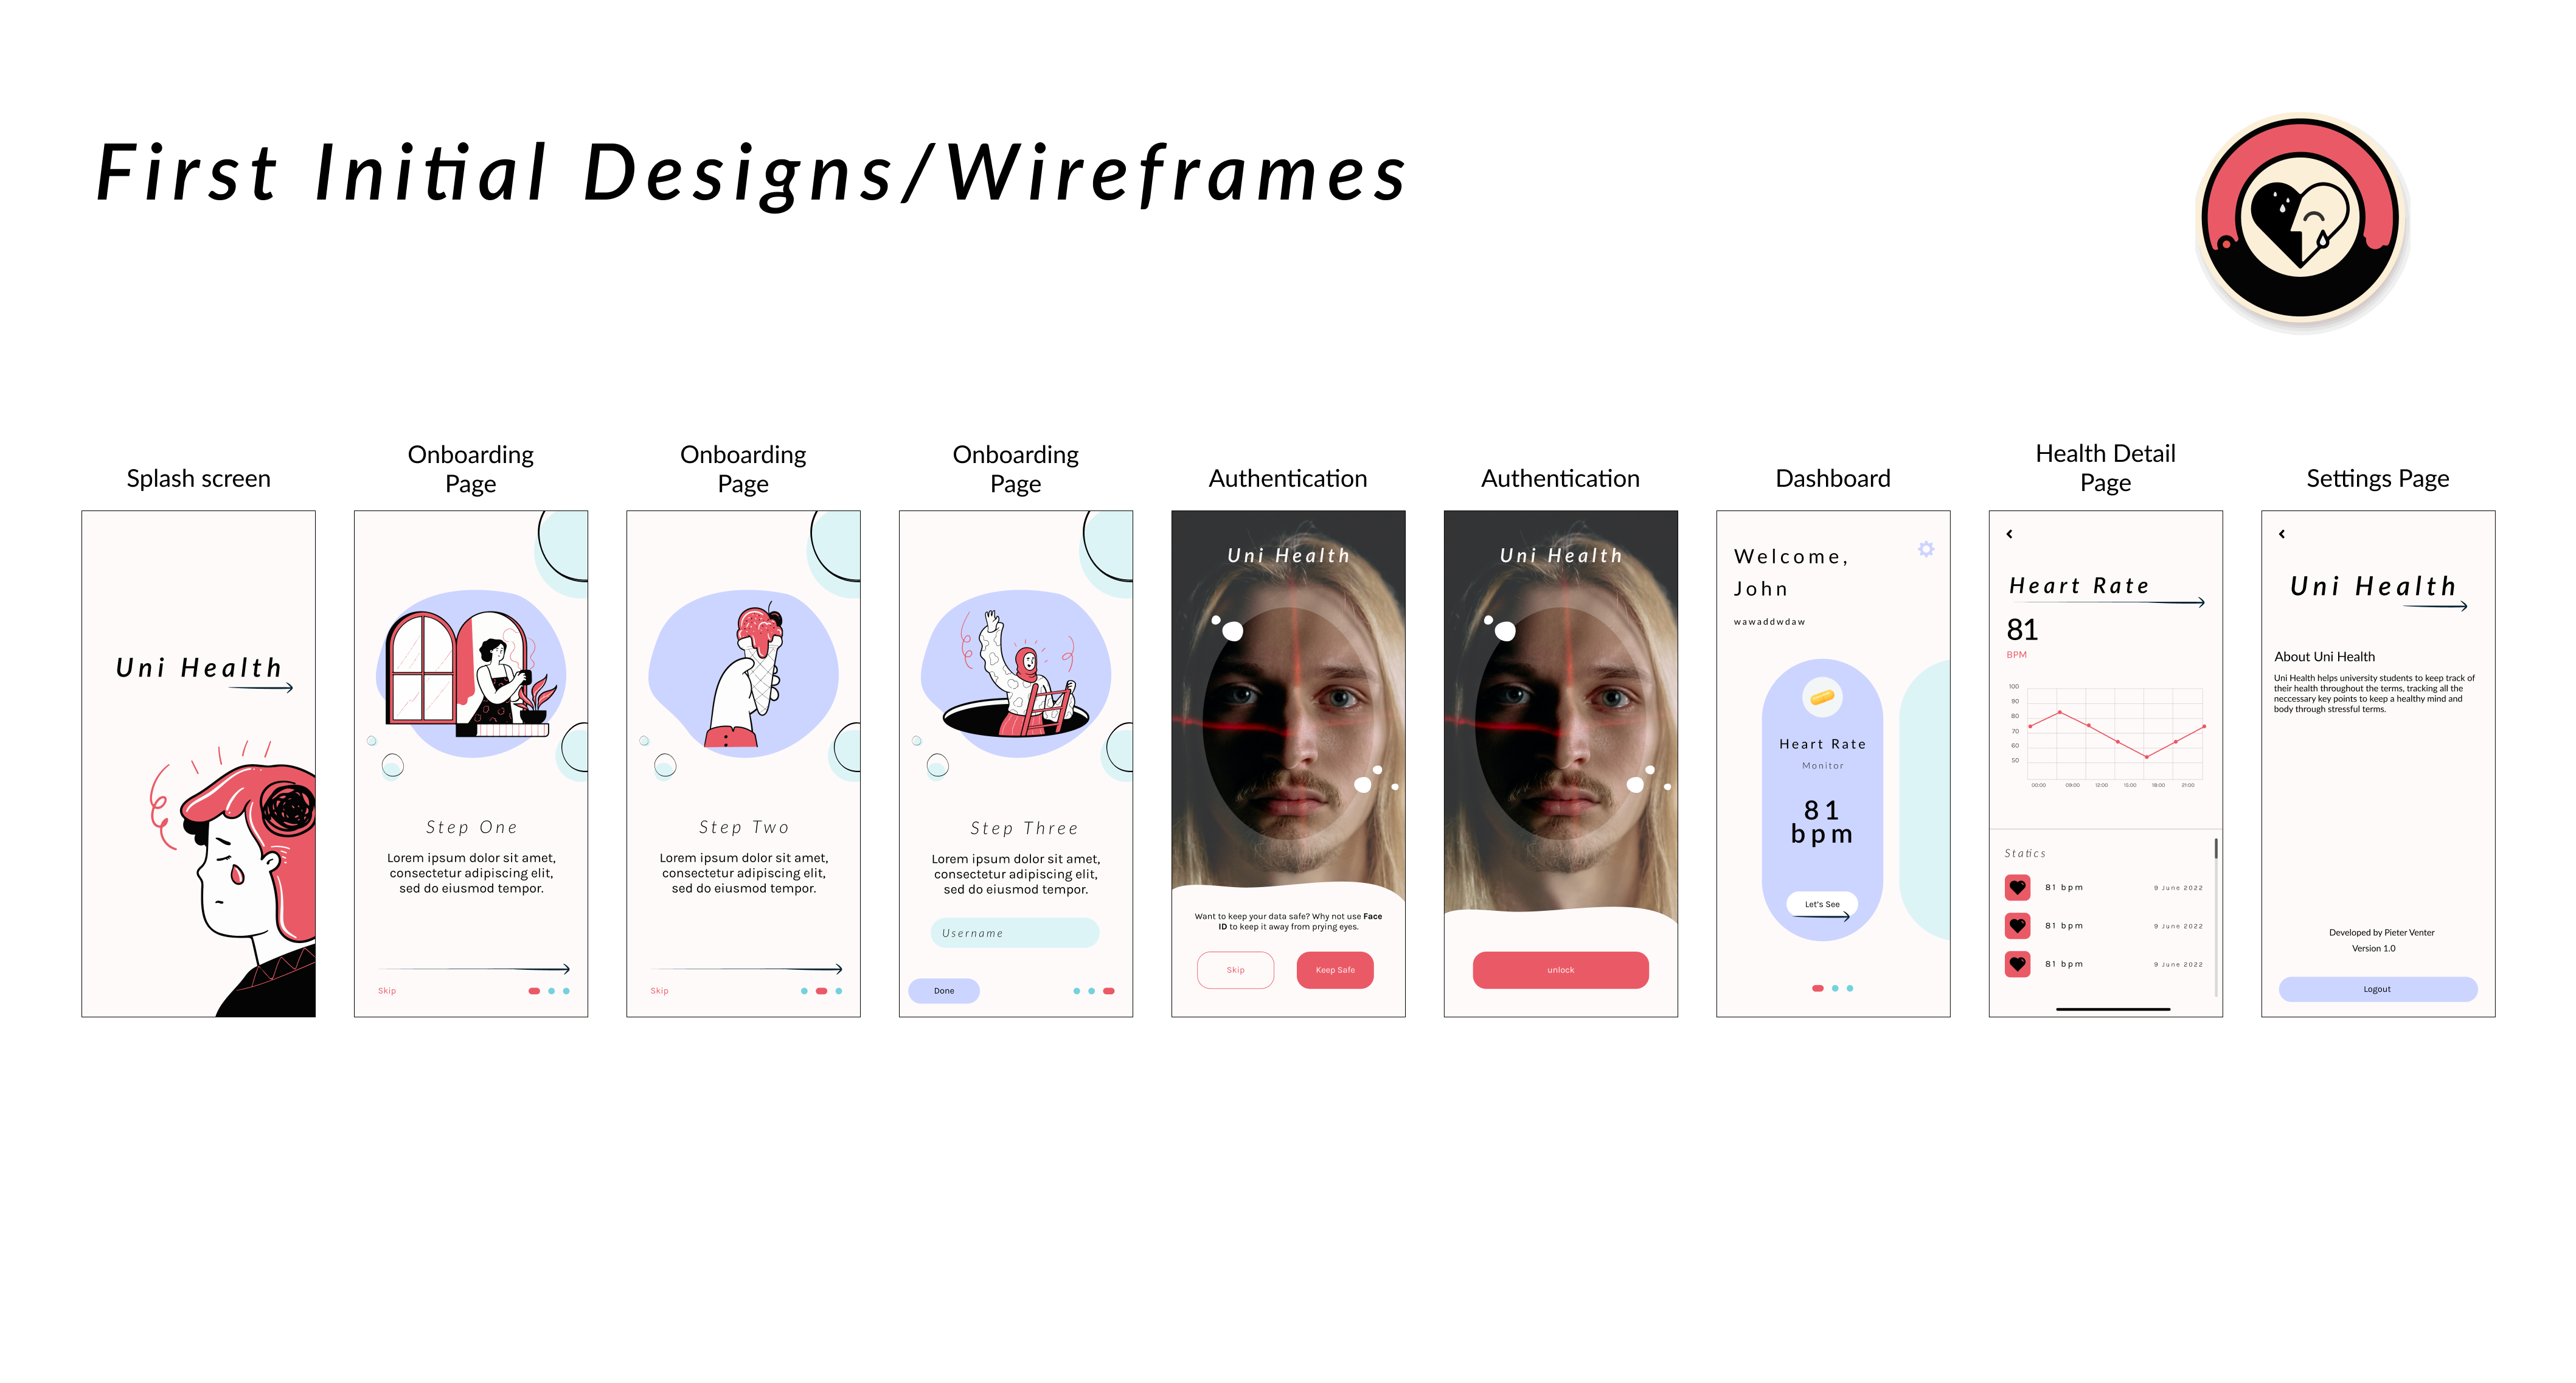 First Initial Designs/Wireframes
Splash screen
Uni Health
Onboarding
Page
Step One
Lorem ipsum dolor sit amet,
consectetur adipiscing elit,
sed do eiusmod tempor.
Skip
Onboarding
Page
Step Two
Lorem ipsum dolor sit amet,
consectetur adipiscing elit,
sed do eiusmod tempor.
Skip
Onboarding
Page
Step Three
Lorem ipsum dolor sit amet,
consectetur adipiscing elit,
sed do eiusmod tempor.
Username
Done
Authentication
Uni Health
Want to keep your data safe? Why not use Face
ID to keep it away from prying eyes.
Skip
Keep Safe
Authentication
Uni Health
unlock
Dashboard
Welcome,
John
wawaddwdaw
Heart Rate
Monitor
81
bpm
Let's See
Health Detail
Page
Heart Rate
81
BPM
100
90
80
70
60
50
00:00 09:00 12:00 15:00 18:00 21:00
Statics
81 bpm 9 June 2022
81 bpm 9 June 2022
81 bpm 9 June 2022
Settings Page
Uni Health
About Uni Health
Uni Health helps university students to keep track of
their health throughout the terms, tracking all the
neccessary key points to keep a healthy mind and
body through stressful terms.
Developed by Pieter Venter
Version 1.0
Logout